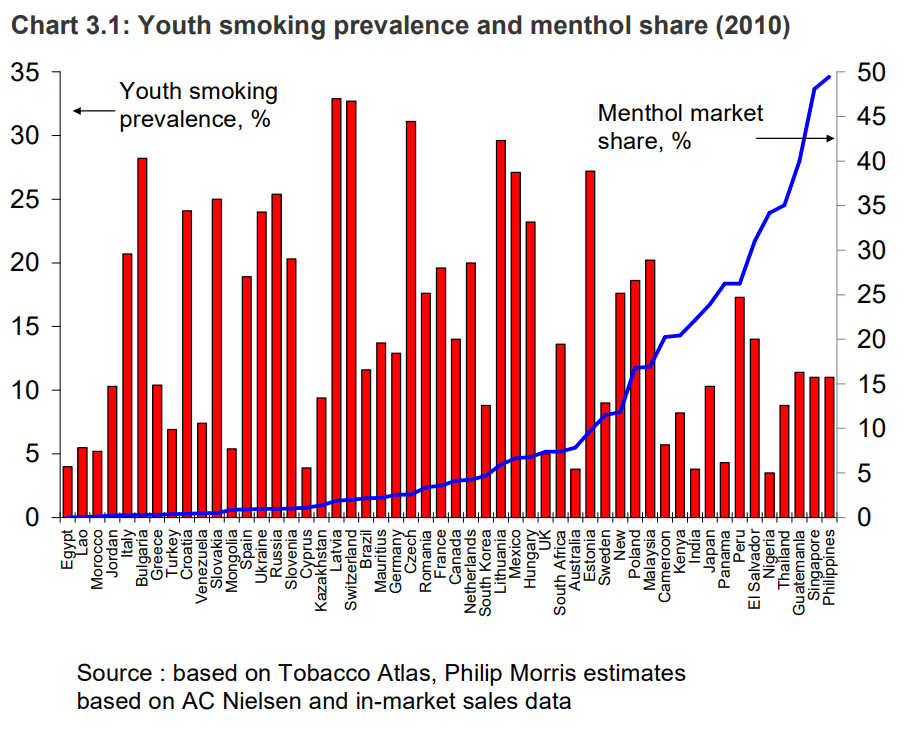 Chart 3.1: Youth smoking prevalence and menthol share (2010)
35
30
25
20
15
10
5
0
Youth smoking
prevalence, %
Menthol market
share, %
50
45
40
35
30
25
20
15
10
5
0
Egypt
Lao
Morocco
Jordan
Italy
Bulgaria
Greece
Turkey
Croatia
Venezuela
Slovakia
Mongolia
Spain
Ukraine
Russia
Slovenia
Cyprus
Kazakhstan
Latvia
Switzerland
Brazil
Mauritius
Germany
Czech
Romania
France
Canada
Netherlands
South Korea
Lithuania
Mexico
Hungary
UK
South Africa
Australia
Estonia
Sweden
New
Poland
Malaysia
Cameroon
Kenya
India
Japan
Panama
Peru
El Salvador
Nigeria
Thailand
Guatemanla
Singapore
Philippines
Source : based on Tobacco Atlas, Philip Morris estimates
based on AC Nielsen and in-market sales data